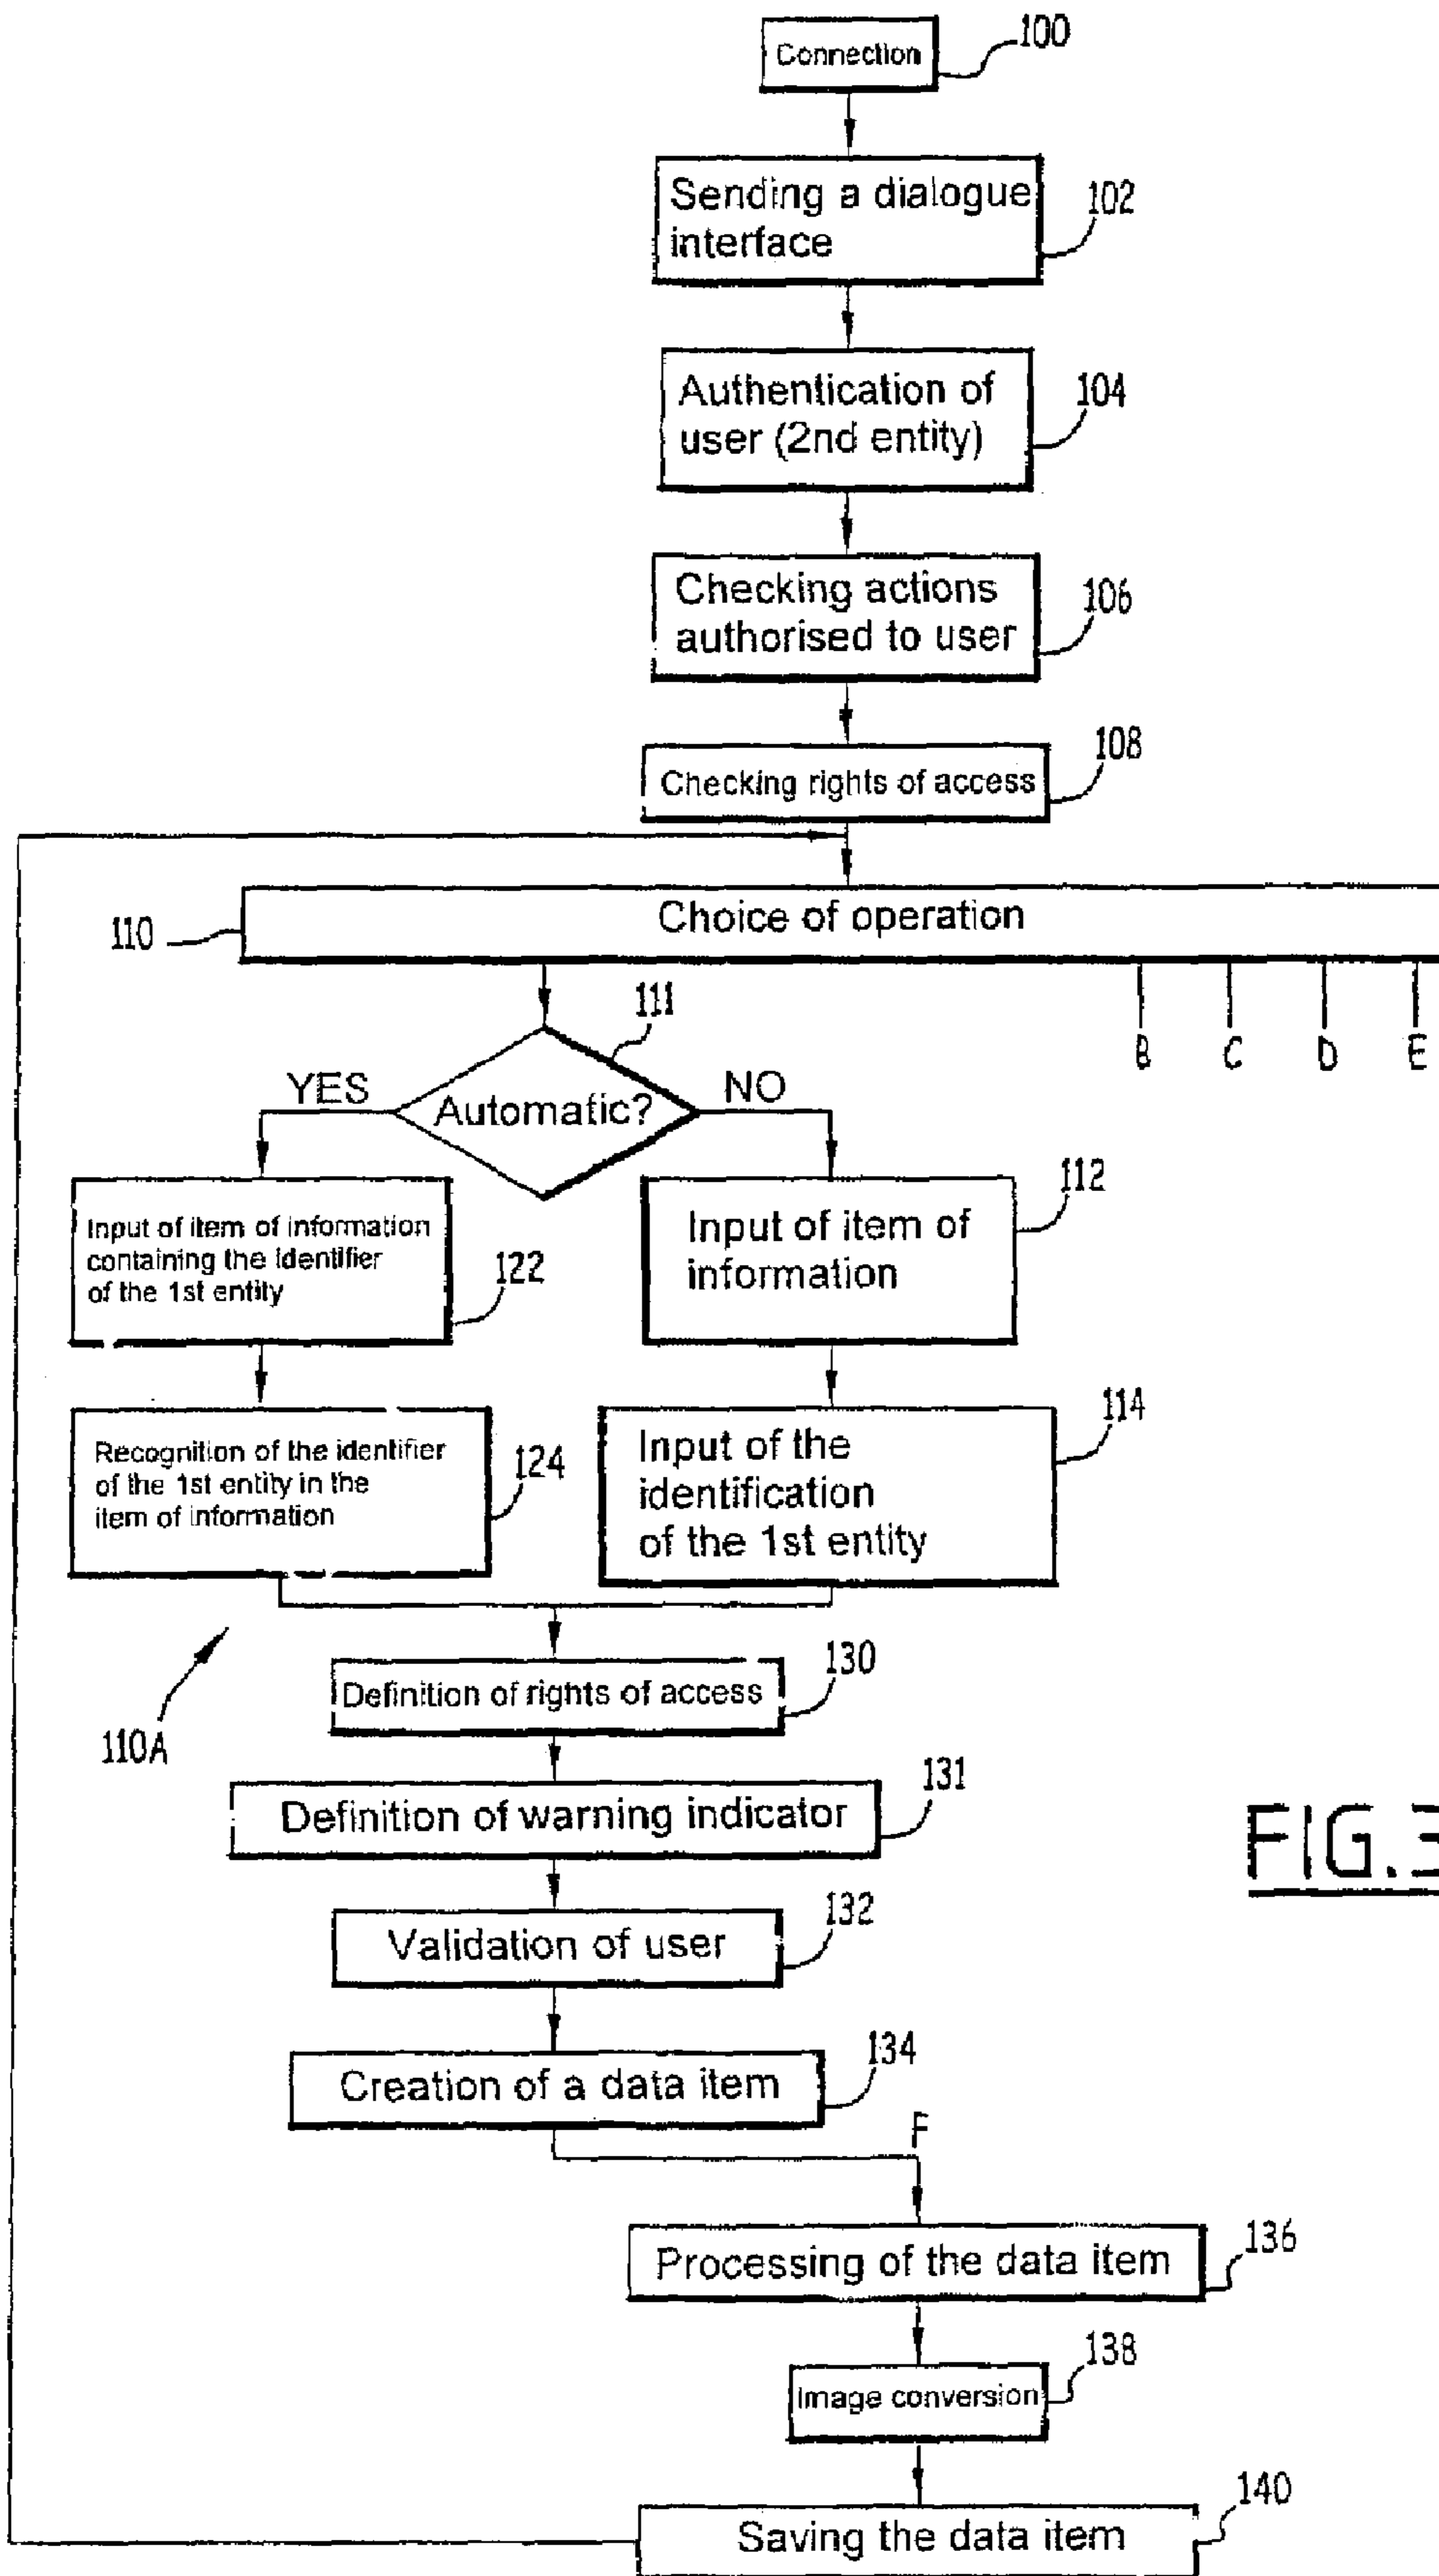 Connection
100
Sending a dialogue
interface
102
Authentication of
user (2nd entity)
104
Checking actions
authorised to user
106
Checking rights of access
108
Choice of operation
110
B C D E
111
YES
Automatic?
NO
Input of item of information
containing the identifier
of the 1st entity
122
Input of item of
information
112
Recognition of the identifier
of the 1st entity in the
item of information
124
Input of the
identification
of the 1st entity
114
110A
Definition of rights of access
130
Definition of warning indicator
131
Validation of user
132
Creation of a data item
134
F
Processing of the data item
136
Image conversion
138
Saving the data item
140
FIG.3